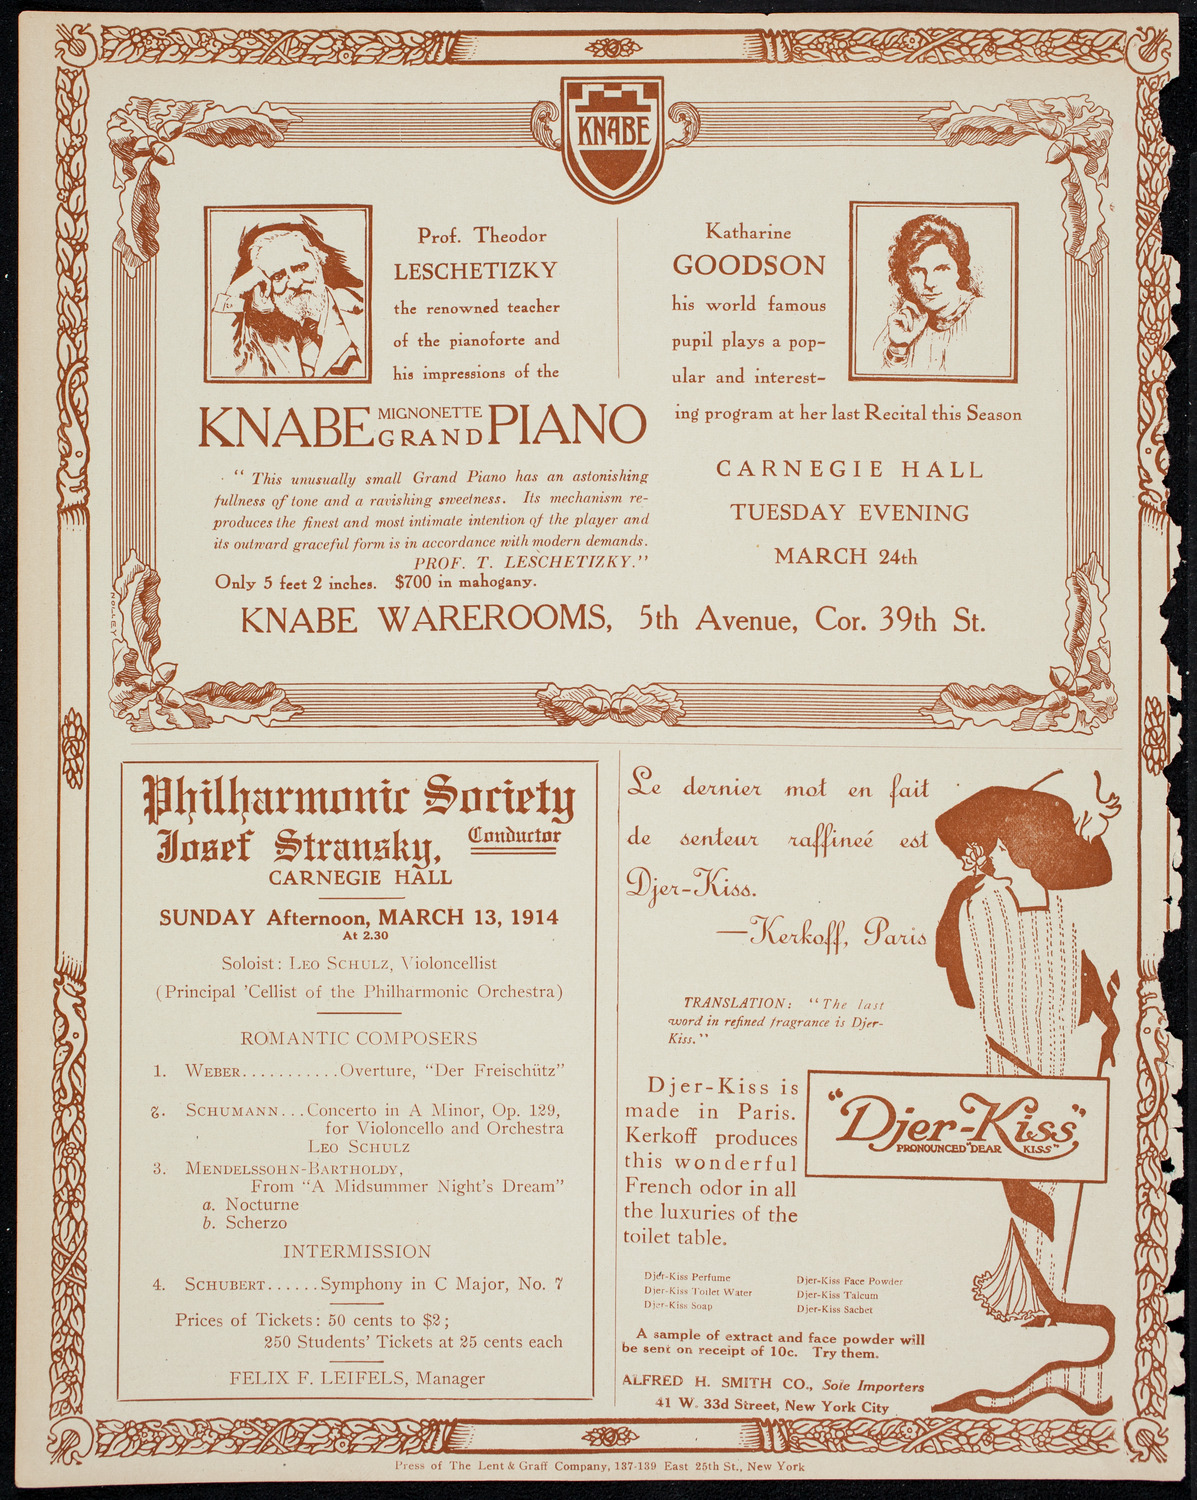 KNABE
Prof. Theodor
LESCHETIZKY
the renowned teacher
of the pianoforte and
his impressions of the
KNABE MIGNONETTE GRAND PIANO
" This unusually small Grand Piano has an astonishing
fullness of tone and a ravishing sweetness. Its mechanism re-
produces the finest and most intimate intention of the player and
its outward graceful form is in accordance with modern demands.
PROF. T. LESCHETIZKY."
Only 5 feet 2 inches. $700 in mahogany.
Katharine
GOODSON
his world famous
pupil plays a pop-
ular and interest-
ing program at her last Recital this Season
CARNEGIE HALL
TUESDAY EVENING
MARCH 24th
KNABE WAREROOMS, 5th Avenue, Cor. 39th St.
NOLLEY
Philharmonic Society
Josef Stransky, Conductor
CARNEGIE HALL
SUNDAY Afternoon, MARCH 13, 1914
At 2.30
Soloist: LEO SCHULZ, Violoncellist
(Principal 'Cellist of the Philharmonic Orchestra)
ROMANTIC COMPOSERS
1. WEBER...........Overture, "Der Freischütz"
2. SCHUMANN...Concerto in A Minor, Op. 129,
for Violoncello and Orchestra
LEO SCHULZ
3. MENDELSSOHN-BARTHOLDY,
From "A Midsummer Night's Dream"
a. Nocturne
b. Scherzo
INTERMISSION
4. SCHUBERT......Symphony in C Major, No. 7
Prices of Tickets: 50 cents to $2;
250 Students' Tickets at 25 cents each
FELIX F. LEIFELS, Manager
Le dernier mot en fait
de senteur raffineé est
Djer-Kiss.
—Kerkoff, Paris
TRANSLATION: "The last
word in refined fragrance is Djer-
Kiss."
Djer-Kiss is
made in Paris.
Kerkoff produces
this wonderful
French odor in all
the luxuries of the
toilet table.
"Djer-Kiss"
PRONOUNCED "DEAR KISS"
Djer-Kiss Perfume
Djer-Kiss Toilet Water
Djer-Kiss Soap
Djer-Kiss Face Powder
Djer-Kiss Talcum
Djer-Kiss Sachet
A sample of extract and face powder will
be sent on receipt of 10c. Try them.
ALFRED H. SMITH CO., Sole Importers
41 W. 33d Street, New York City
Press of The Lent & Graff Company, 137-139 East 25th St., New York